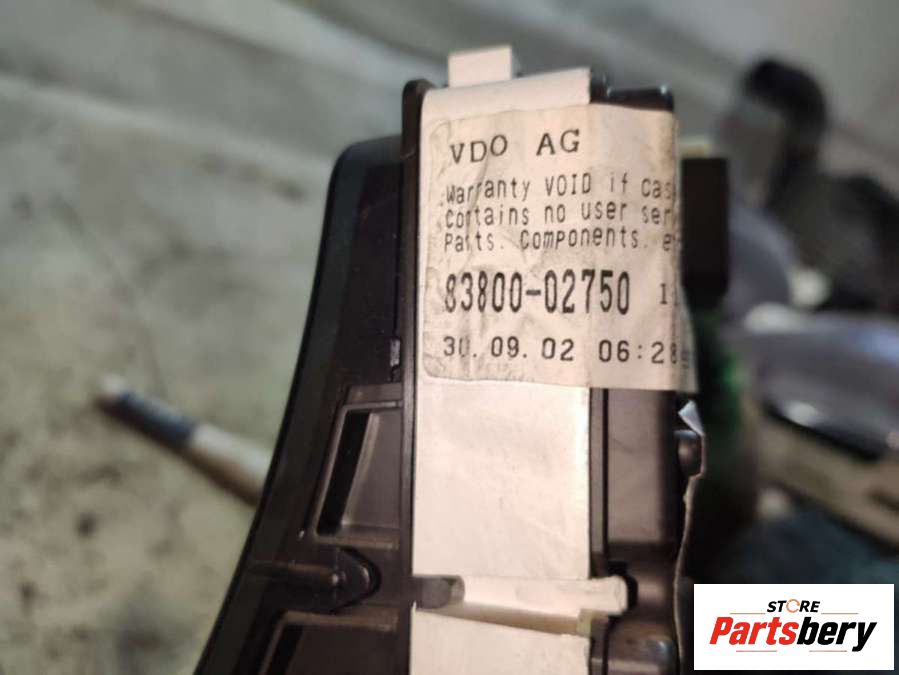 VDO AG
Warranty VOID if cas
Contains no user ser
Parts. Components. e
83800-02750
30. 09. 02 06:28
STORE
Partsbery